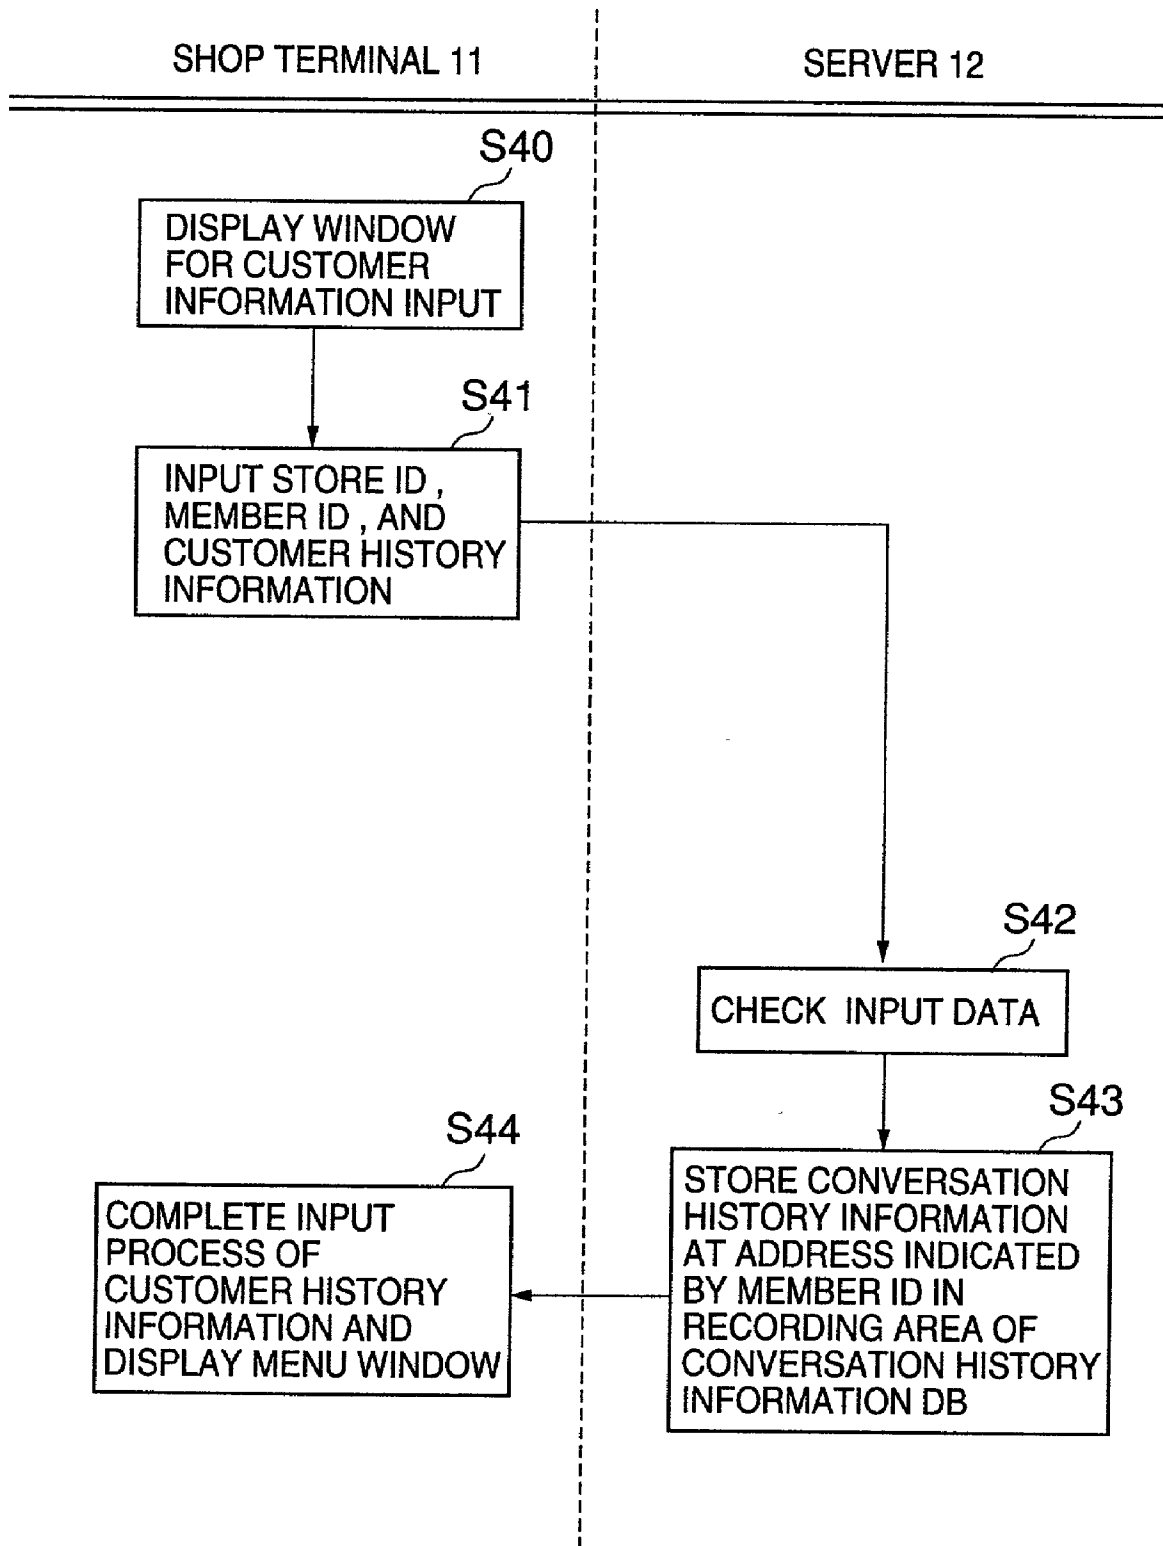 SHOP TERMINAL 11
SERVER 12
S40
DISPLAY WINDOW
FOR CUSTOMER
INFORMATION INPUT
S41
INPUT STORE ID ,
MEMBER ID , AND
CUSTOMER HISTORY
INFORMATION
S42
CHECK INPUT DATA
S43
STORE CONVERSATION
HISTORY INFORMATION
AT ADDRESS INDICATED
BY MEMBER ID IN
RECORDING AREA OF
CONVERSATION HISTORY
INFORMATION DB
S44
COMPLETE INPUT
PROCESS OF
CUSTOMER HISTORY
INFORMATION AND
DISPLAY MENU WINDOW